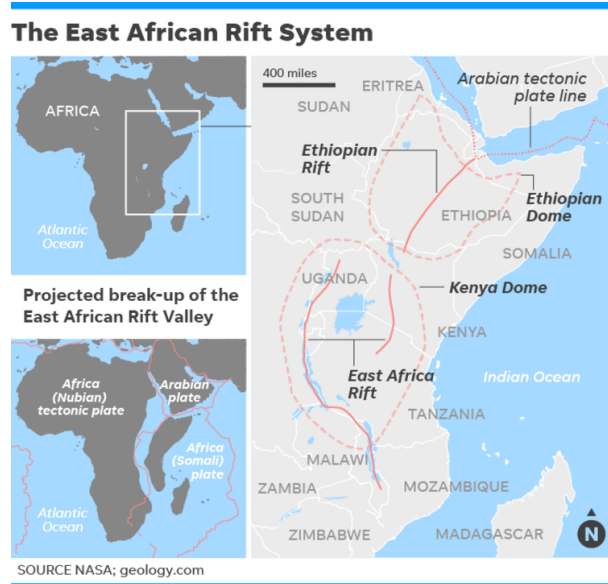 The East African Rift System
AFRICA
Atlantic
Ocean
Projected break-up of the
East African Rift Valley
Africa
(Nubian)
tectonic plate
Arabian
plate
Africa
(Somali)
plate
Atlantic
Ocean
400 miles
ERITREA
SUDAN
Arabian tectonic
plate line
Ethiopian
Rift
SOUTH
SUDAN
ETHIOPIA
Ethiopian
Dome
SOMALIA
UGANDA
Kenya Dome
KENYA
East Africa
Rift
Indian Ocean
TANZANIA
MALAWI
ZAMBIA
MOZAMBIQUE
ZIMBABWE
MADAGASCAR
N
SOURCE NASA; geology.com